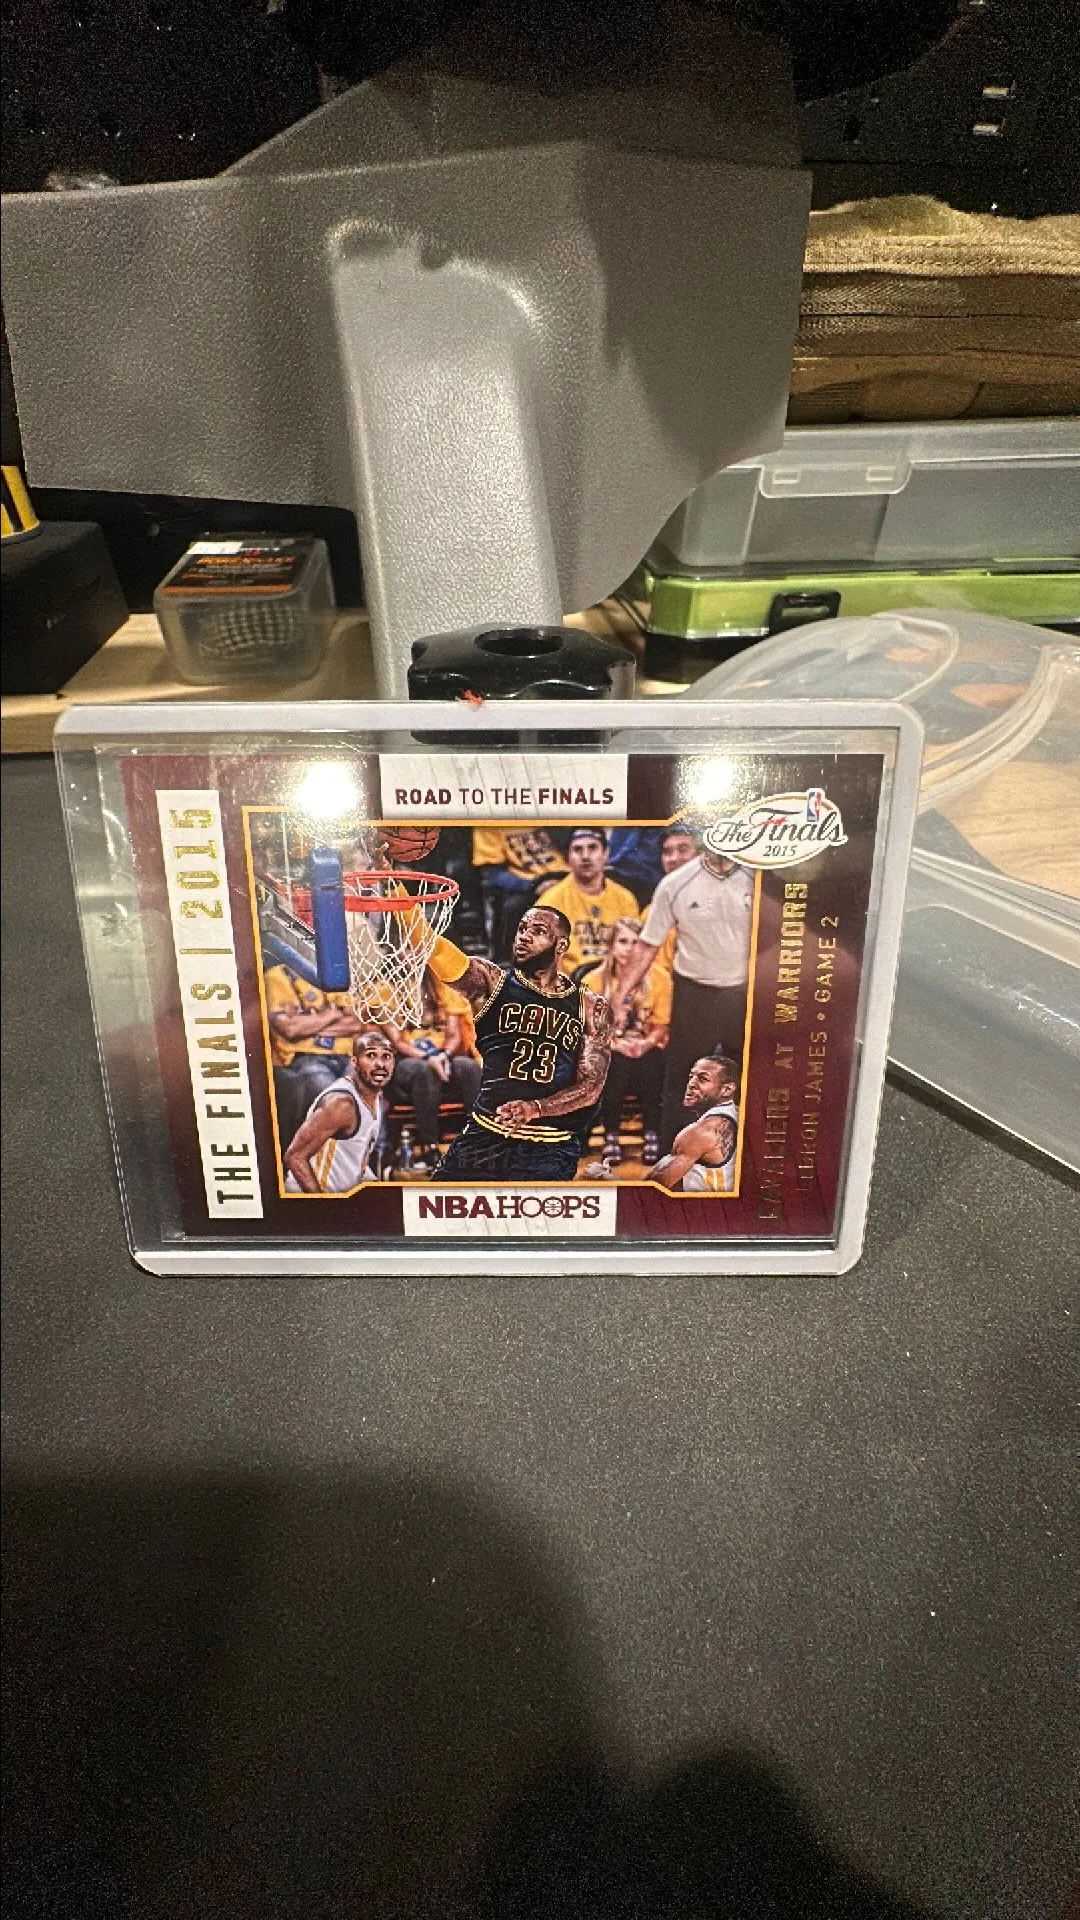 ROAD TO THE FINALS
The Finals
2015
THE FINALS | 2015
CAVS
23
CAVALIERS AT WARRIORS
LEBRON JAMES • GAME 2
NBA HOOPS